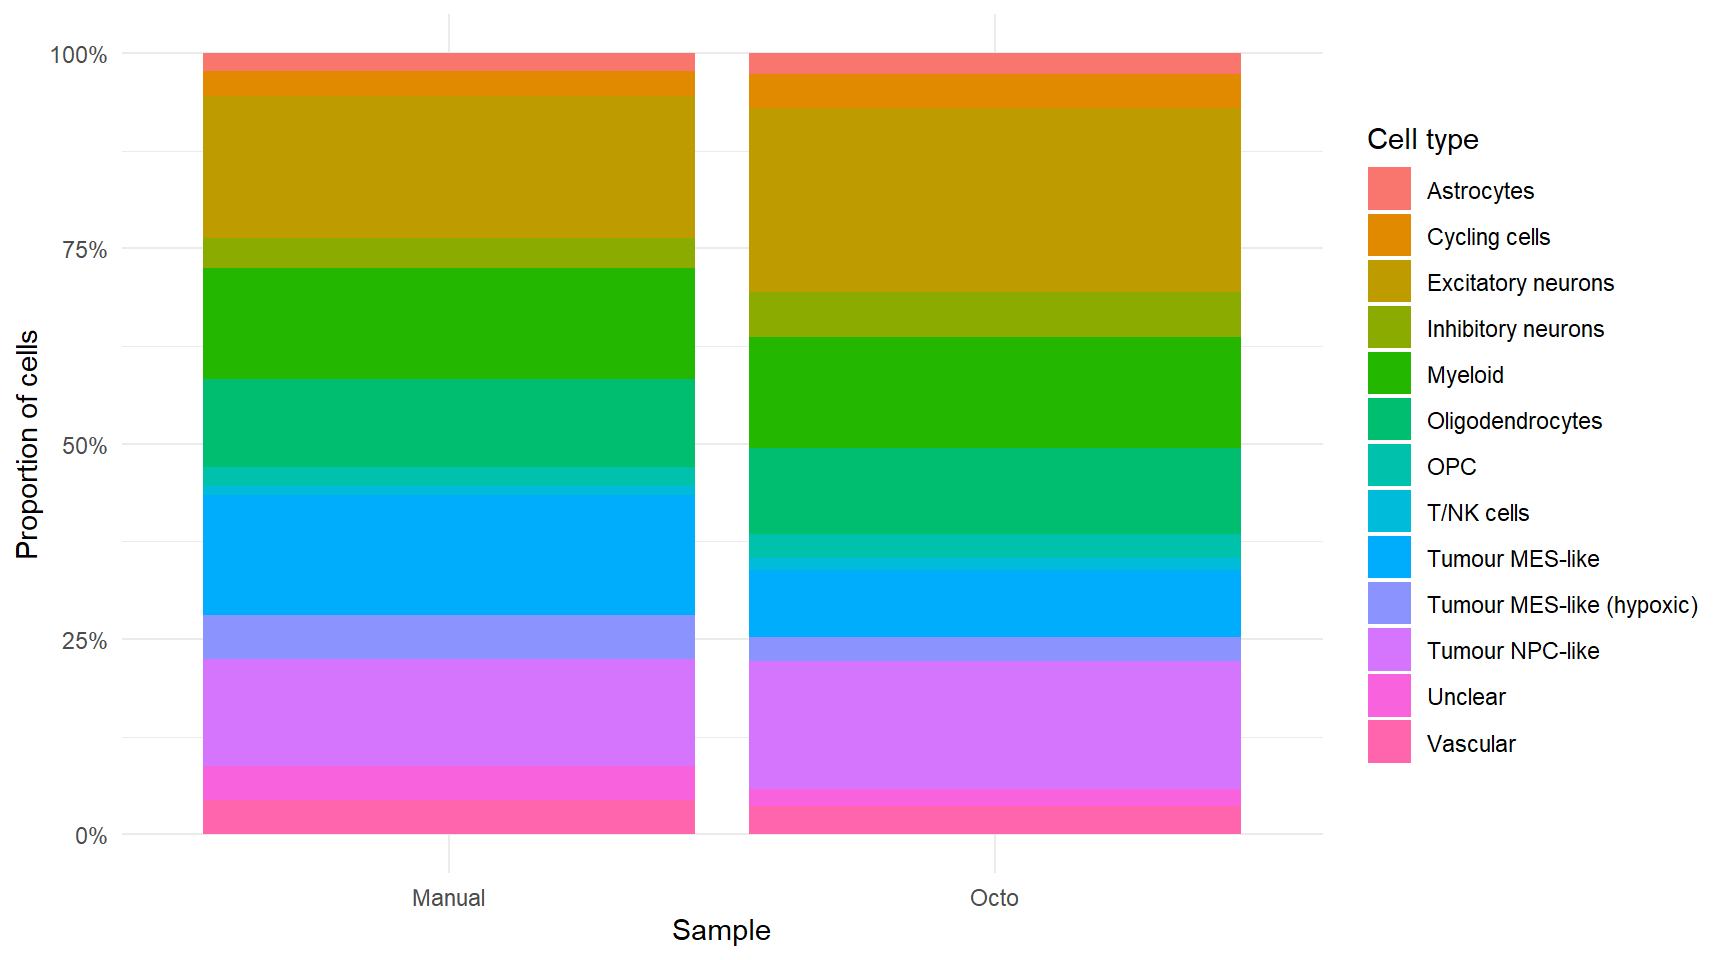 100%
75%
50%
25%
0%
Proportion of cells
Manual
Octo
Sample
Cell type
Astrocytes
Cycling cells
Excitatory neurons
Inhibitory neurons
Myeloid
Oligodendrocytes
OPC
T/NK cells
Tumour MES-like
Tumour MES-like (hypoxic)
Tumour NPC-like
Unclear
Vascular